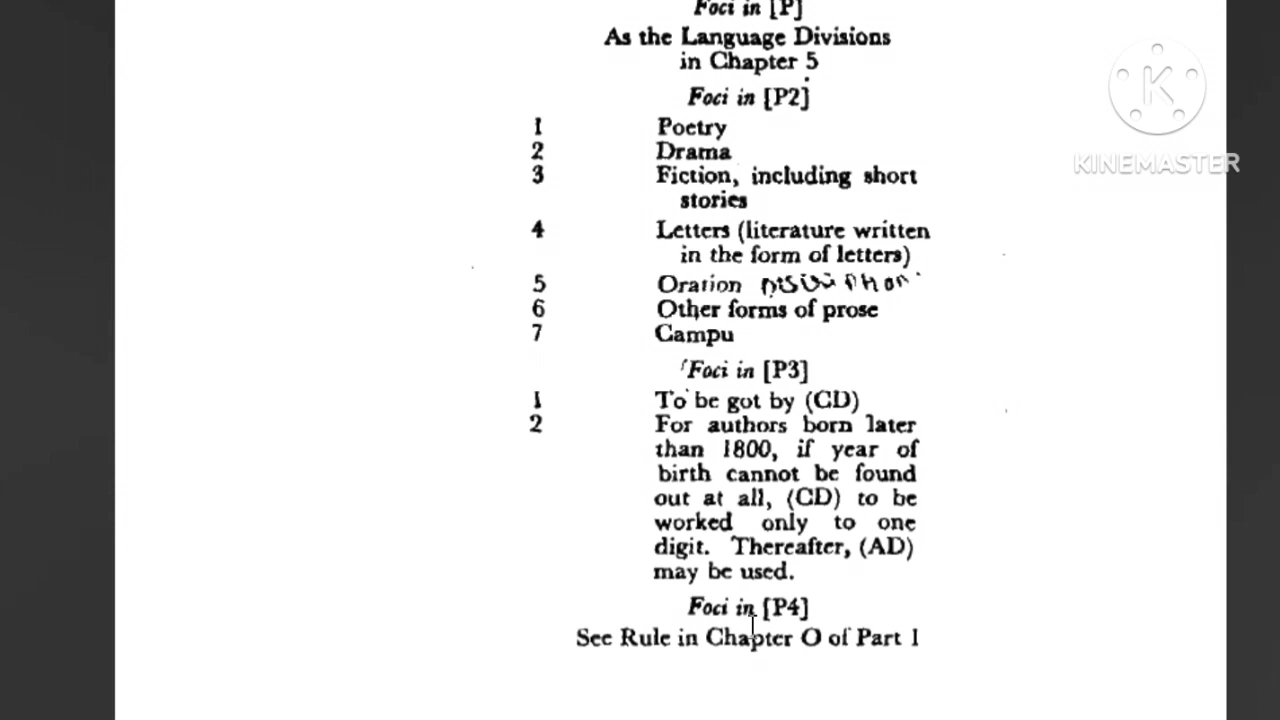 Foci in [P]
As the Language Divisions
in Chapter 5
Foci in [P2]
1 Poetry
2 Drama
3 Fiction, including short
stories
4 Letters (literature written
in the form of letters)
5 Oration
6 Other forms of prose
7 Campu
Foci in [P3]
1 To be got by (CD)
2 For authors born later
than 1800, if year of
birth cannot be found
out at all, (CD) to be
worked only to one
digit. Thereafter, (AD)
may be used.
Foci in [P4]
See Rule in Chapter O of Part 1
K
KINEMASTER